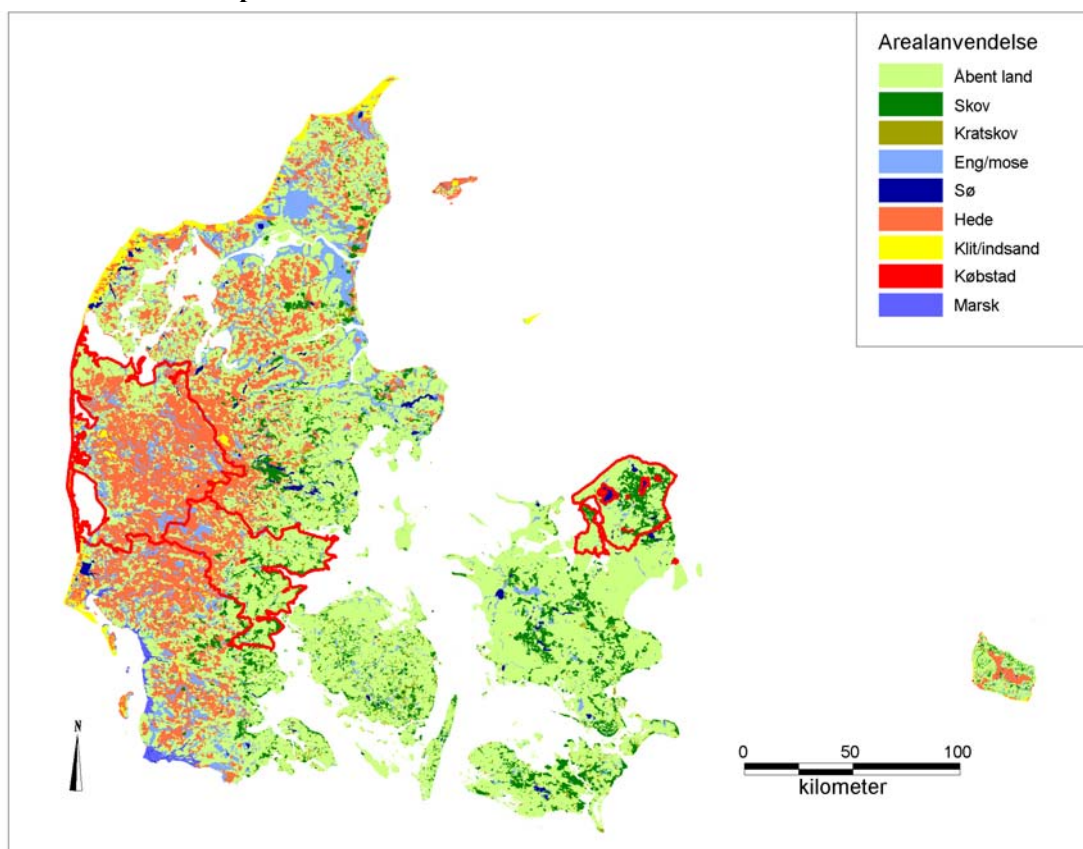 Arealanvendelse
Åbent land
Skov
Kratskov
Eng/mose
Sø
Hede
Klit/indsand
Købstad
Marsk
N
0 50 100
kilometer